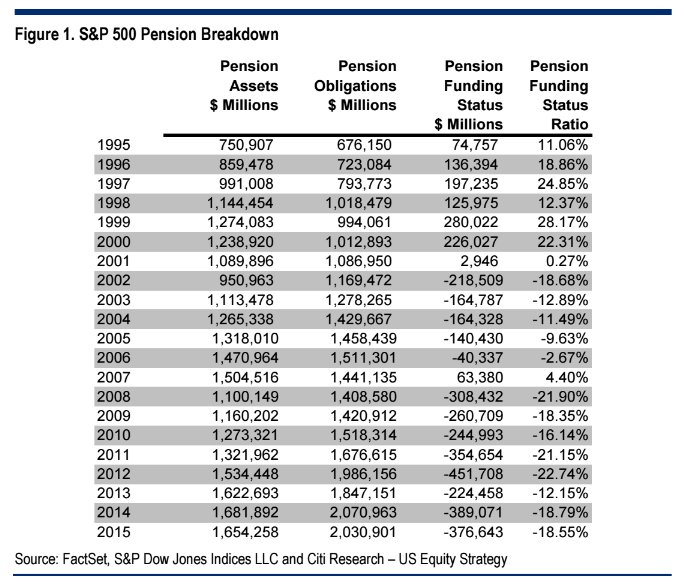 Figure 1. S&P 500 Pension Breakdown
Pension Pension Pension Pension
Assets Obligations Funding Funding
$ Millions $ Millions Status Status
$ Millions Ratio
1995 750,907 676,150 74,757 11.06%
1996 859,478 723,084 136,394 18.86%
1997 991,008 793,773 197,235 24.85%
1998 1,144,454 1,018,479 125,975 12.37%
1999 1,274,083 994,061 280,022 28.17%
2000 1,238,920 1,012,893 226,027 22.31%
2001 1,089,896 1,086,950 2,946 0.27%
2002 950,963 1,169,472 -218,509 -18.68%
2003 1,113,478 1,278,265 -164,787 -12.89%
2004 1,265,338 1,429,667 -164,328 -11.49%
2005 1,318,010 1,458,439 -140,430 -9.63%
2006 1,470,964 1,511,301 -40,337 -2.67%
2007 1,504,516 1,441,135 63,380 4.40%
2008 1,100,149 1,408,580 -308,432 -21.90%
2009 1,160,202 1,420,912 -260,709 -18.35%
2010 1,273,321 1,518,314 -244,993 -16.14%
2011 1,321,962 1,676,615 -354,654 -21.15%
2012 1,534,448 1,986,156 -451,708 -22.74%
2013 1,622,693 1,847,151 -224,458 -12.15%
2014 1,681,892 2,070,963 -389,071 -18.79%
2015 1,654,258 2,030,901 -376,643 -18.55%
Source: FactSet, S&P Dow Jones Indices LLC and Citi Research – US Equity Strategy